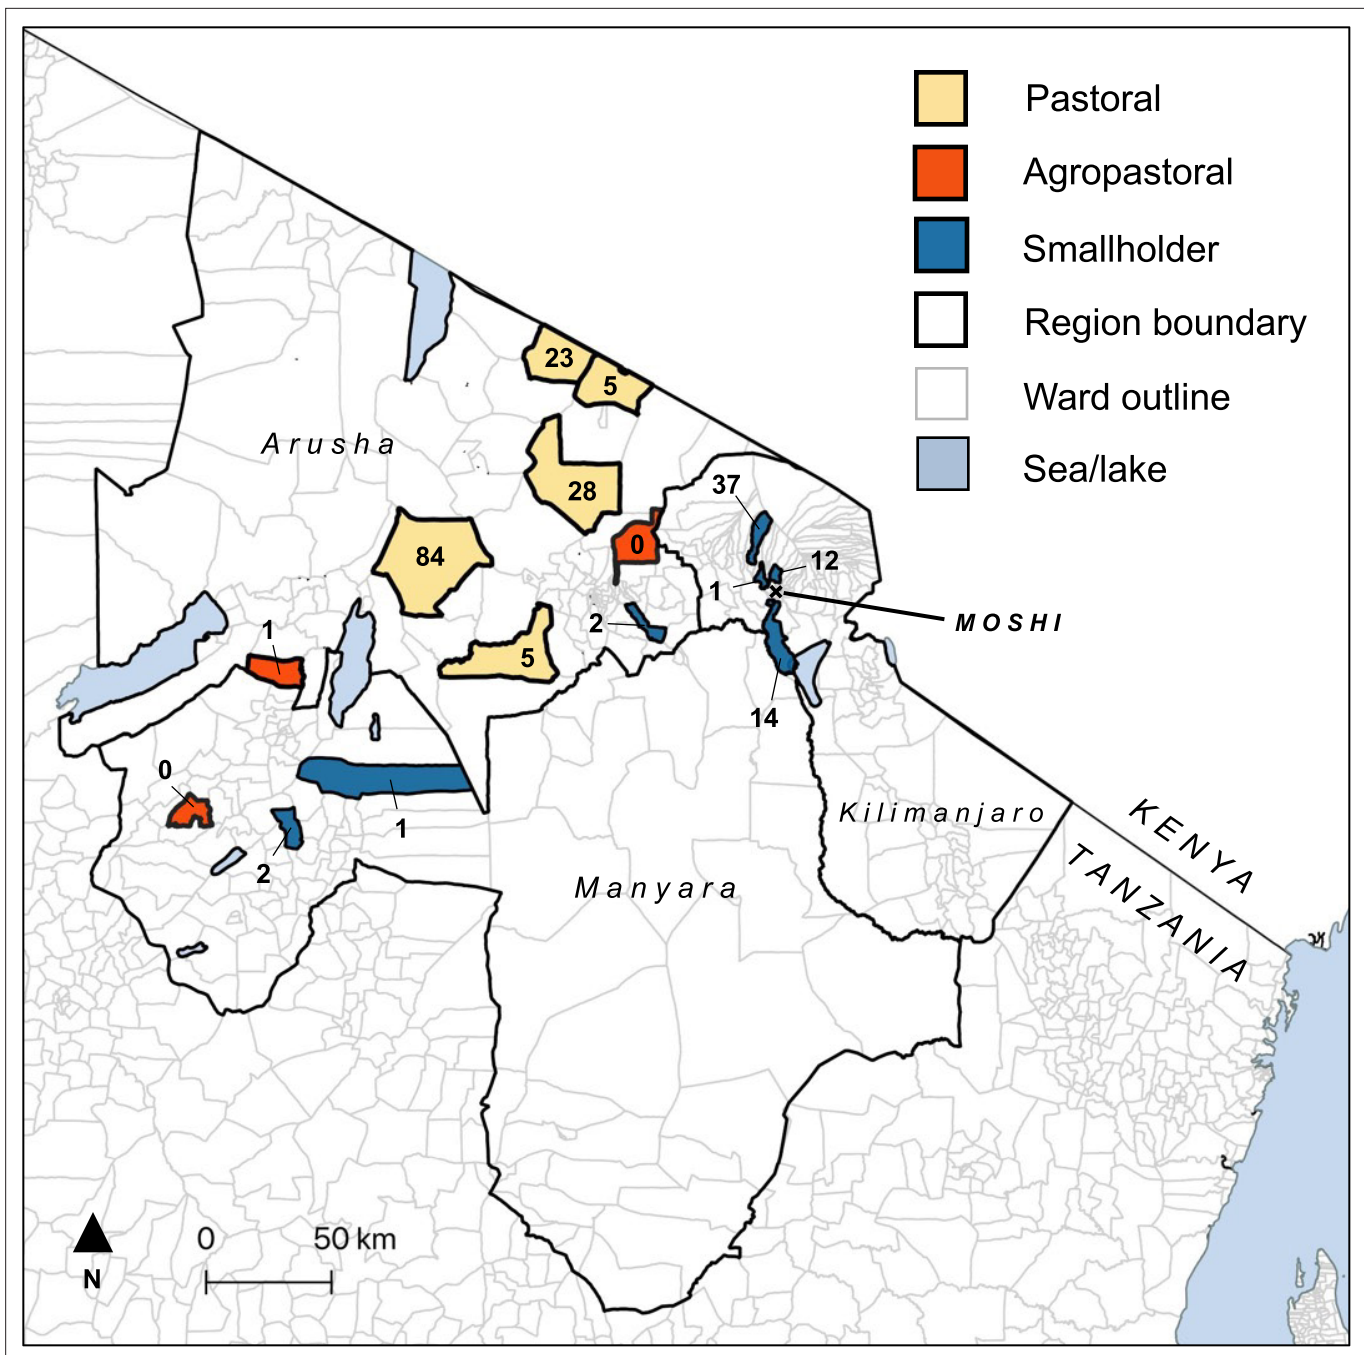 Pastoral
Agropastoral
Smallholder
Region boundary
Ward outline
Sea/lake
23
5
Arusha
28
37
84
0
12
1
2
MOSHI
1
5
14
0
1
2
Kilimanjaro
KENYA
TANZANIA
Manyara
0 50 km
N